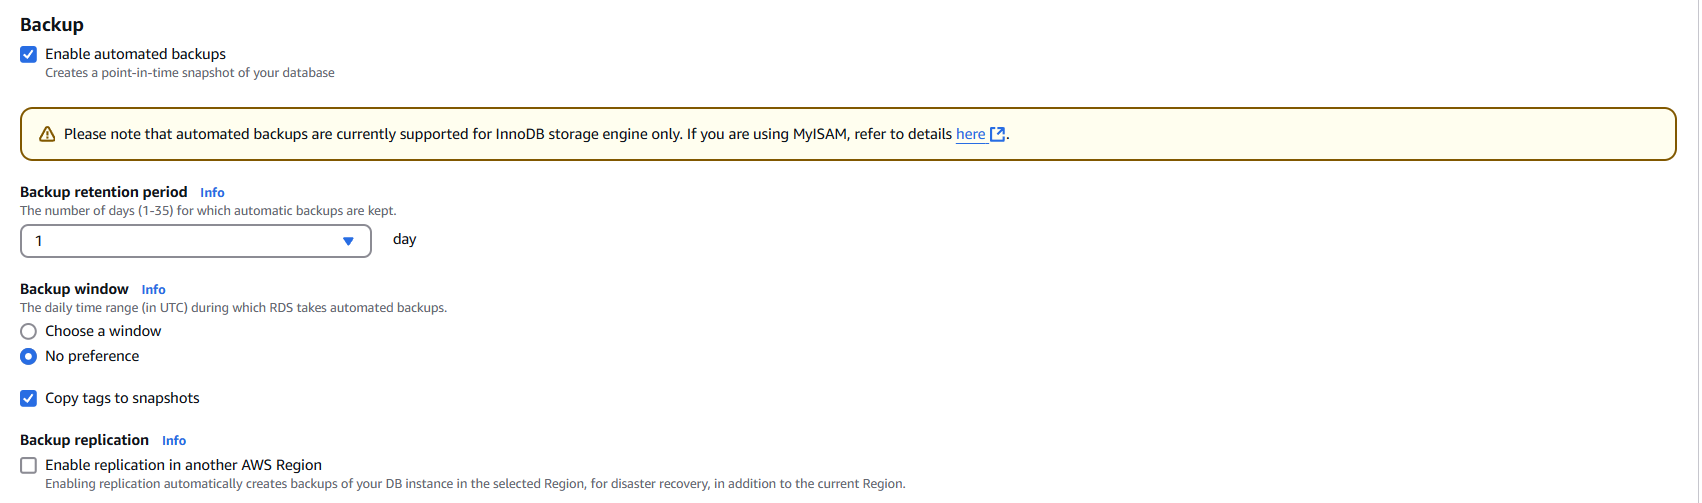 Backup
Enable automated backups
Creates a point-in-time snapshot of your database
Please note that automated backups are currently supported for InnoDB storage engine only. If you are using MyISAM, refer to details here.
Backup retention period Info
The number of days (1-35) for which automatic backups are kept.
1 day
Backup window Info
The daily time range (in UTC) during which RDS takes automated backups.
Choose a window
No preference
Copy tags to snapshots
Backup replication Info
Enable replication in another AWS Region
Enabling replication automatically creates backups of your DB instance in the selected Region, for disaster recovery, in addition to the current Region.